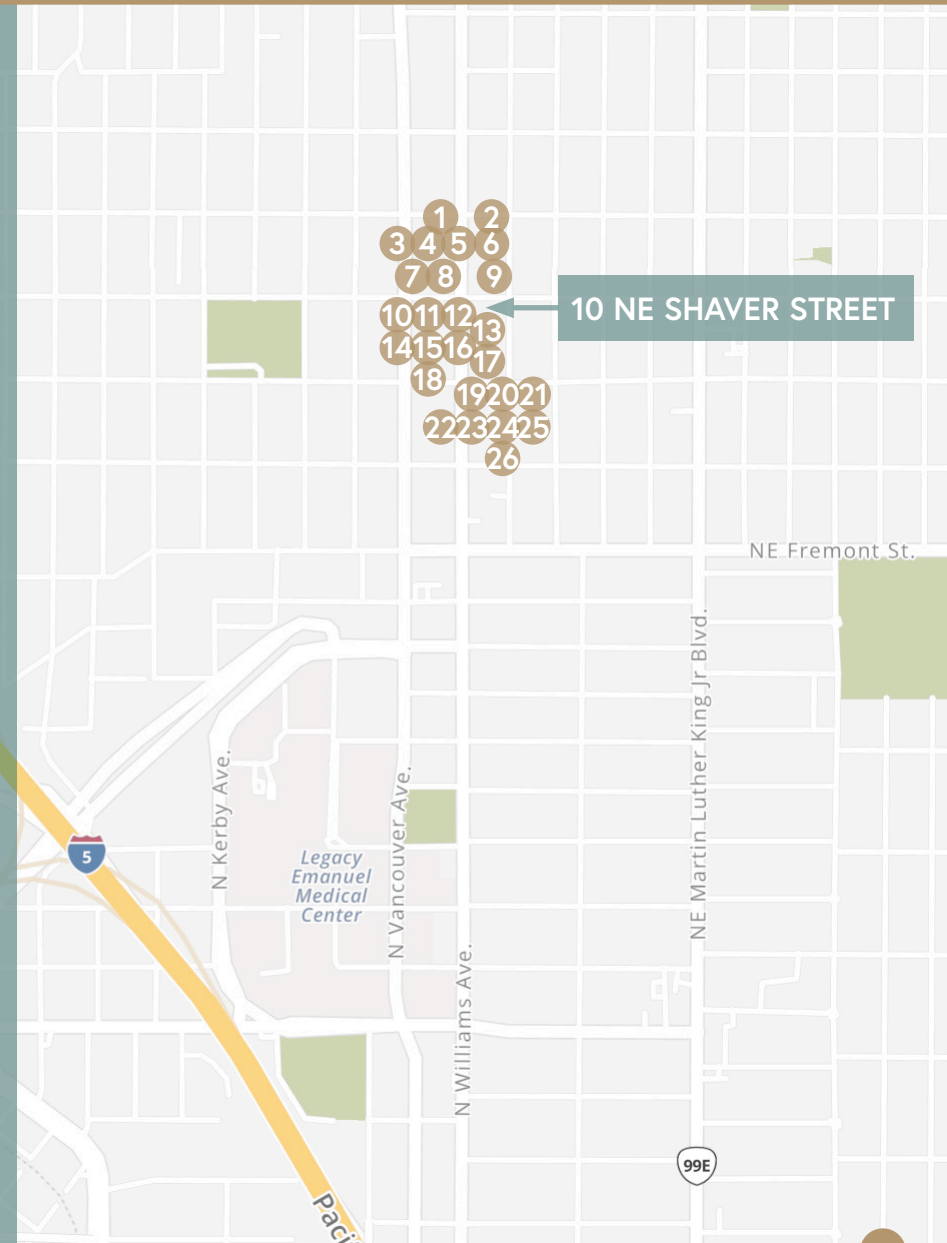 1 2
3 4 5 6
7 8 9
10 NE SHAVER STREET
10 11 12
13
14 15 16
17
18
19 20 21
22 23 24 25
26
NE Fremont St.
NE Martin Luther King Jr Blvd.
N Kerby Ave.
N Vancouver Ave.
5
Legacy
Emanuel
Medical
Center
N Williams Ave.
99E
Paci